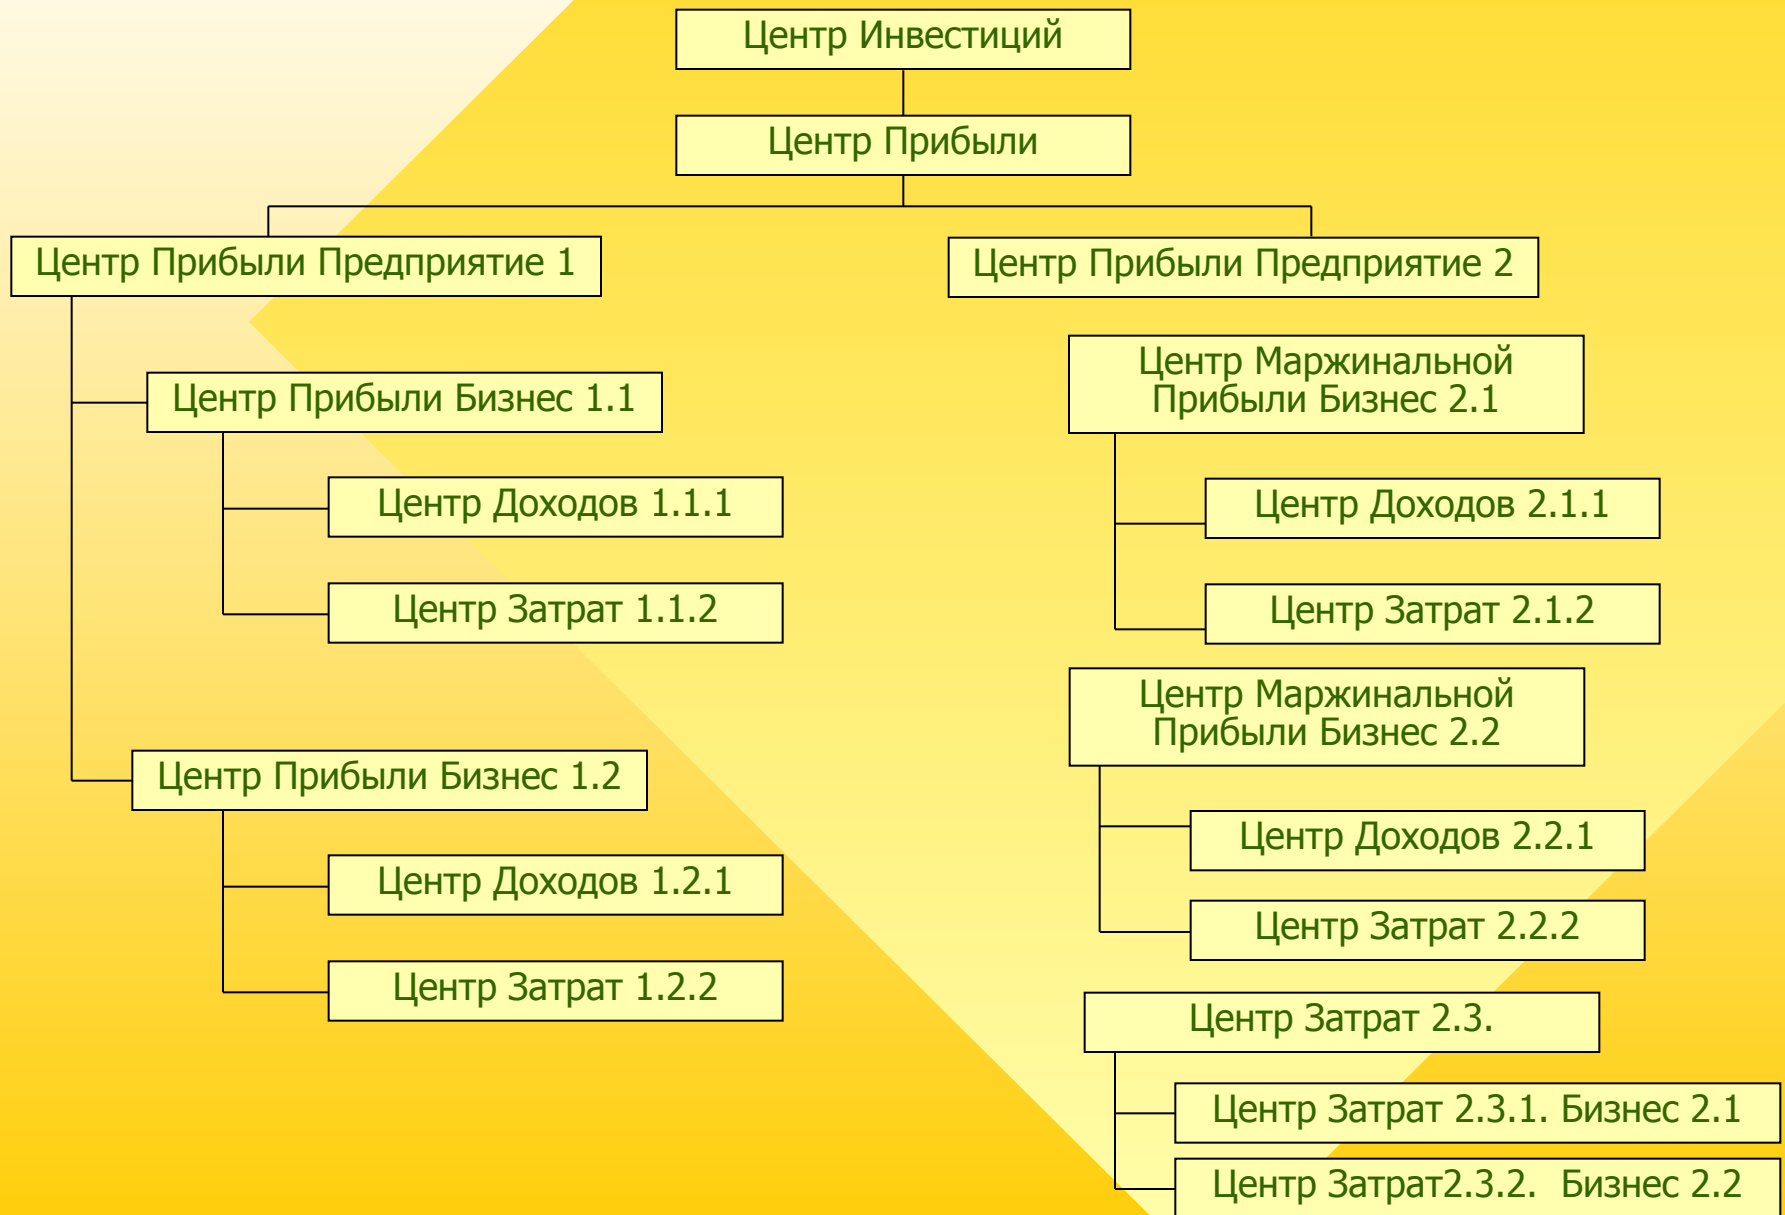 Центр Инвестиций
Центр Прибыли
Центр Прибыли Предприятие 1
Центр Прибыли Бизнес 1.1
Центр Доходов 1.1.1
Центр Затрат 1.1.2
Центр Прибыли Бизнес 1.2
Центр Доходов 1.2.1
Центр Затрат 1.2.2
Центр Прибыли Предприятие 2
Центр Маржинальной
Прибыли Бизнес 2.1
Центр Доходов 2.1.1
Центр Затрат 2.1.2
Центр Маржинальной
Прибыли Бизнес 2.2
Центр Доходов 2.2.1
Центр Затрат 2.2.2
Центр Затрат 2.3.
Центр Затрат 2.3.1. Бизнес 2.1
Центр Затрат2.3.2.  Бизнес 2.2